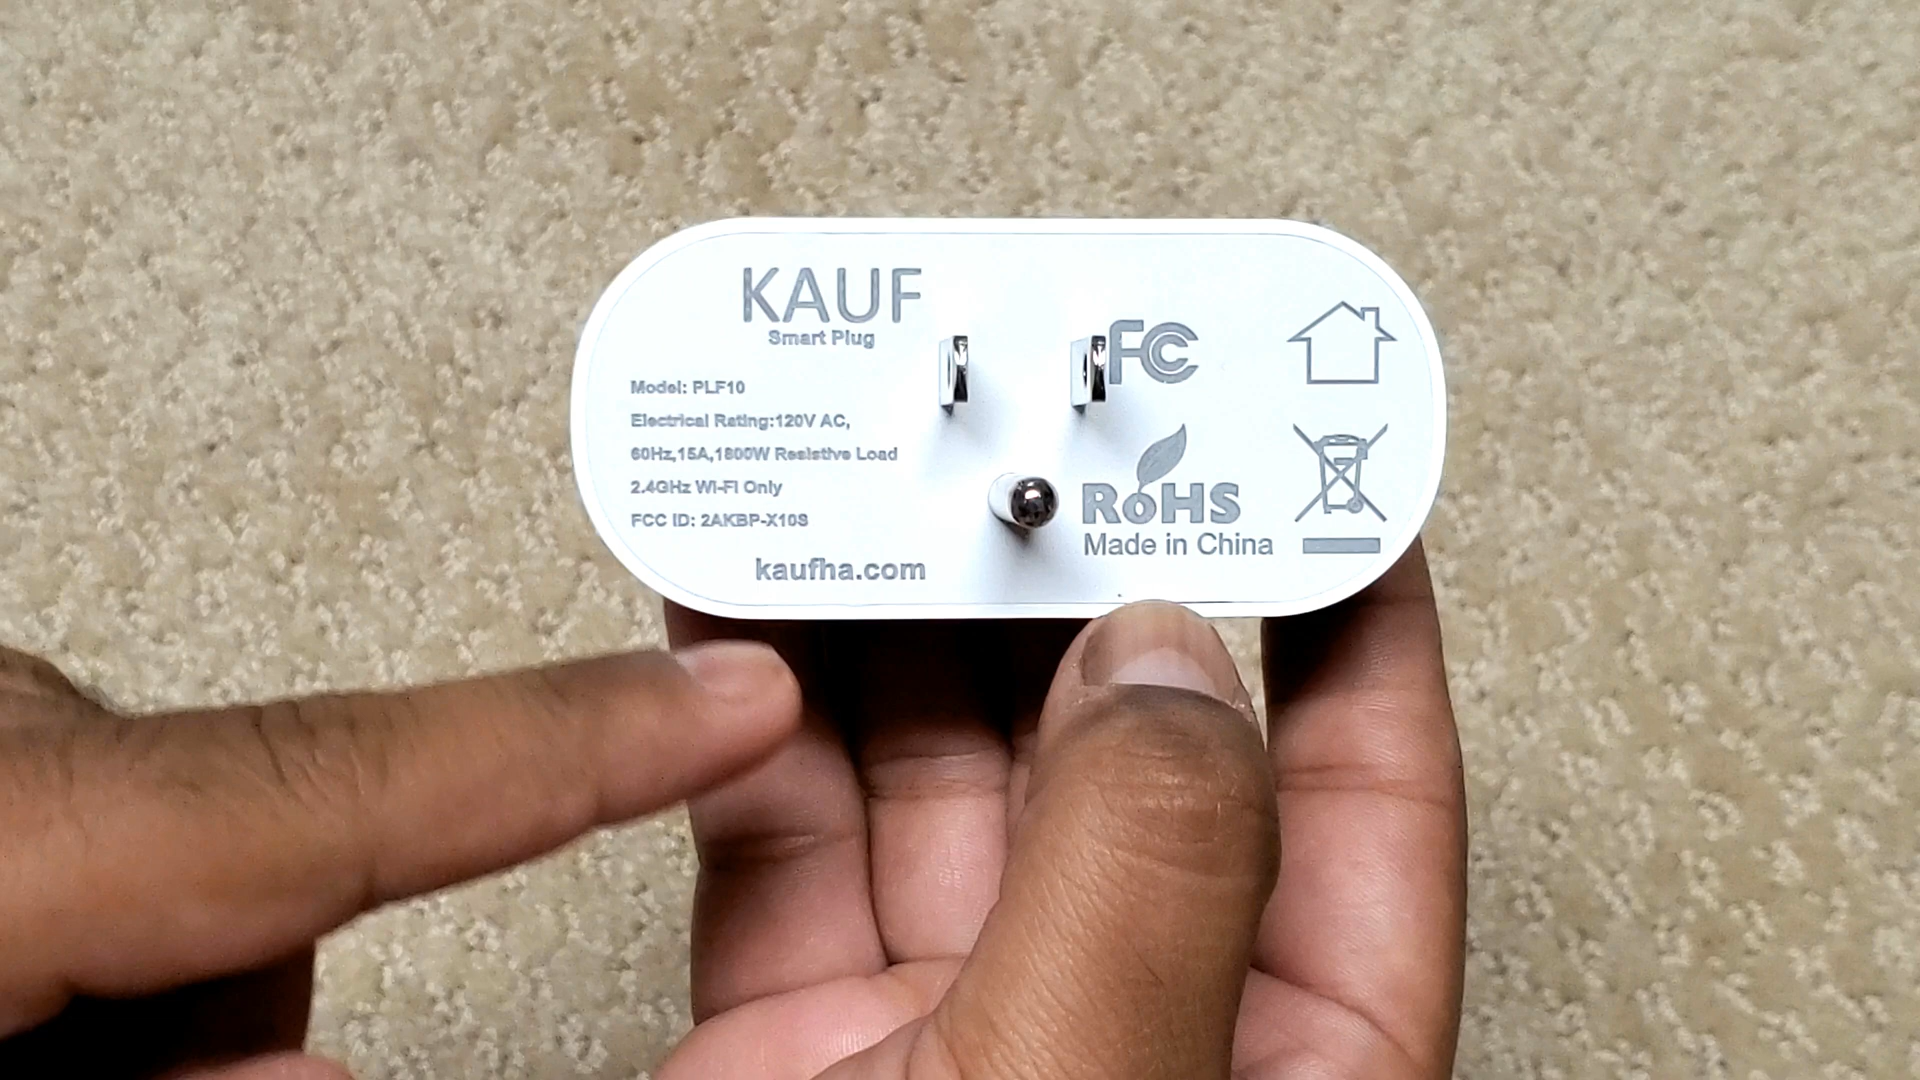 KAUF
Smart Plug
Model: PLF10
Electrical Rating:120V AC,
60Hz,15A,1800W Resistive Load
2.4GHz Wi-Fi Only
FCC ID: 2AKBP-X10S
kaufha.com
FC
RoHS
Made in China